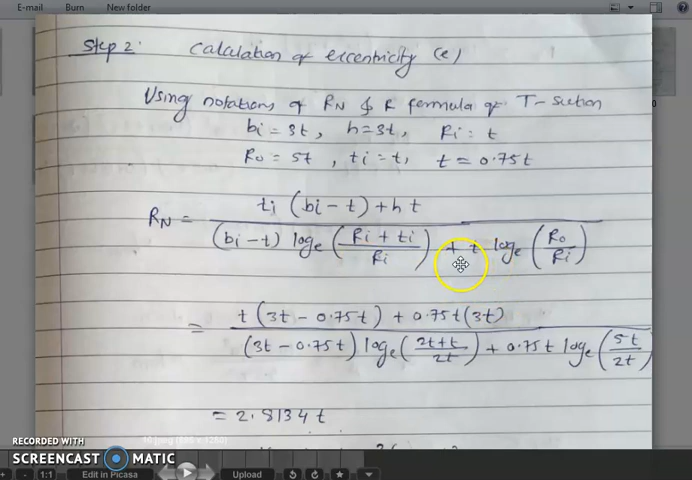 E-mail Burn New folder
Step 2: Calculation of eccentricity (e)
Using notations of RN & R formula of T-section
bi = 3t, h = 3t, Ri = t
Ro = 5t, ti = t, t = 0.75t
RN = ti (bi - t) + h t / (bi - t) loge (Ri + ti / Ri) + t loge (Ro / Ri)
= t (3t - 0.75t) + 0.75t (3t) / (3t - 0.75t) loge (2t + t / 2t) + 0.75t loge (5t / 2t)
= 2.8134 t
RECORDED WITH
SCREENCAST MATIC
1:1 Edit in Picasa Upload